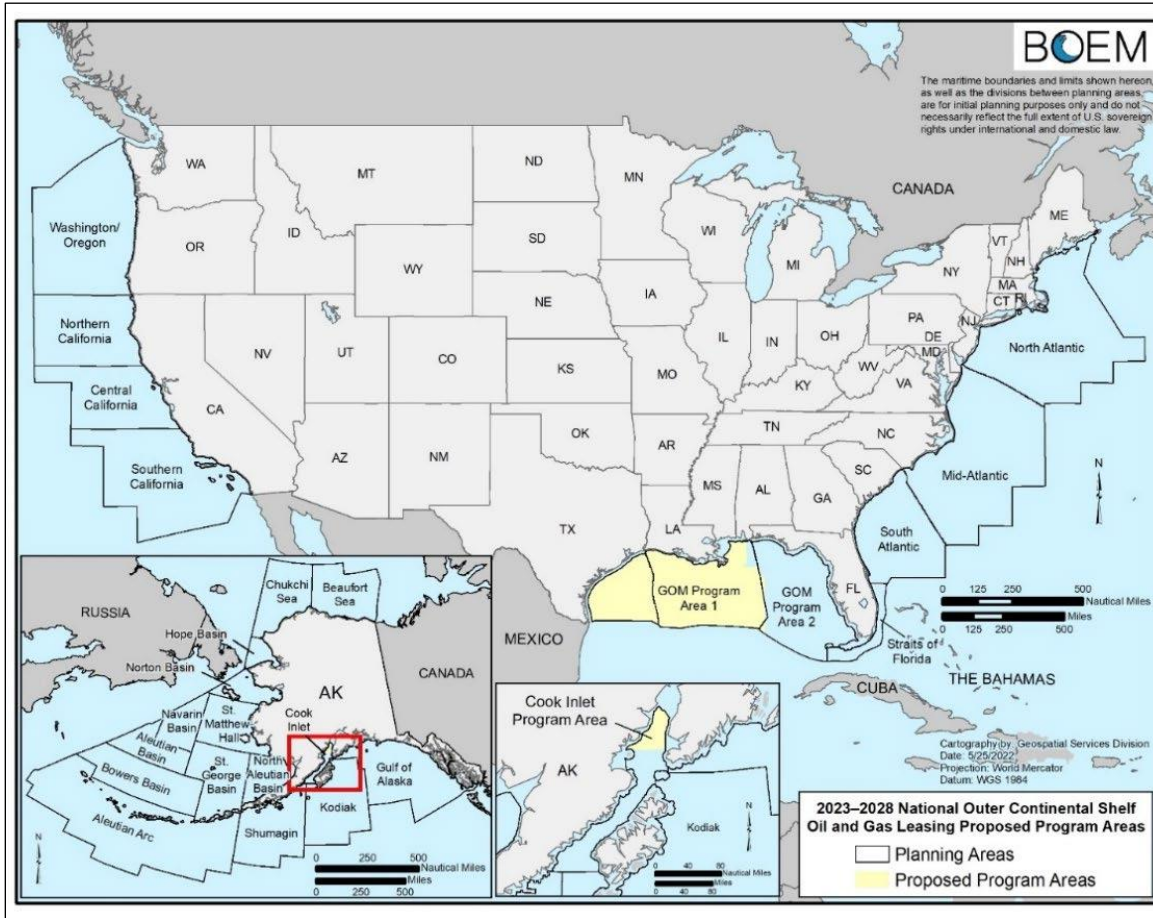 BOEM
The maritime boundaries and limits shown hereon,
as well as the divisions between planning areas,
are for initial planning purposes only and do not
necessarily reflect the full extent of U.S. sovereign
rights under international and domestic law.
CANADA
WA
MT
ND
MN
ME
Washington/
Oregon
OR
ID
SD
WI
MI
VT
NH
NY
MA
CT
RI
WY
IA
NE
Northern
California
NV
UT
CO
IL
IN
OH
PA
NJ
DE
MD
WV
VA
North Atlantic
Central
California
CA
KS
MO
KY
Southern
California
AZ
NM
OK
AR
TN
NC
SC
Mid-Atlantic
N
TX
LA
MS
AL
GA
South
Atlantic
FL
GOM Program
Area 1
GOM
Program
Area 2
0 125 250 500
Nautical Miles
Miles
0 125 250 500
Straits of
Florida
MEXICO
CUBA
THE BAHAMAS
RUSSIA
Chukchi
Sea
Beaufort
Sea
Hope Basin
Norton Basin
AK
CANADA
Navarin
Basin
St.
Matthew
Hall
Cook
Inlet
Aleutian
Basin
Bowers Basin
St.
George
Basin
North
Aleutian
Basin
Gulf of
Alaska
Aleutian Arc
Shumagin
Kodiak
N
0 250 500
Nautical Miles
Miles
0 250 500
Cook Inlet
Program Area
AK
Kodiak
N
0 40 80
Nautical Miles
Miles
0 40 80
Cartography by: Geospatial Services Division
Date: 5/25/2022
Projection: World Mercator
Datum: WGS 1984
2023–2028 National Outer Continental Shelf
Oil and Gas Leasing Proposed Program Areas
Planning Areas
Proposed Program Areas